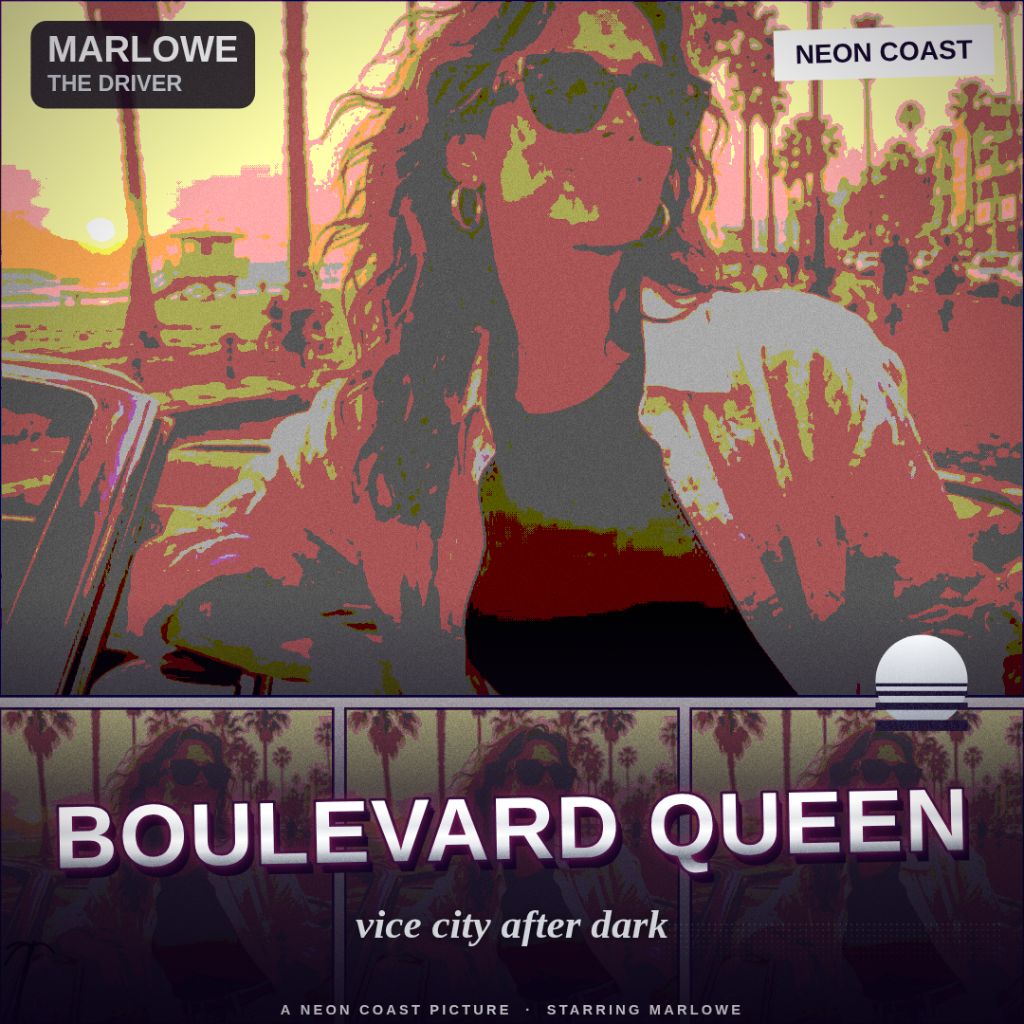 MARLOWE
THE DRIVER
NEON COAST
BOULEVARD QUEEN
vice city after dark
A NEON COAST PICTURE · STARRING MARLOWE